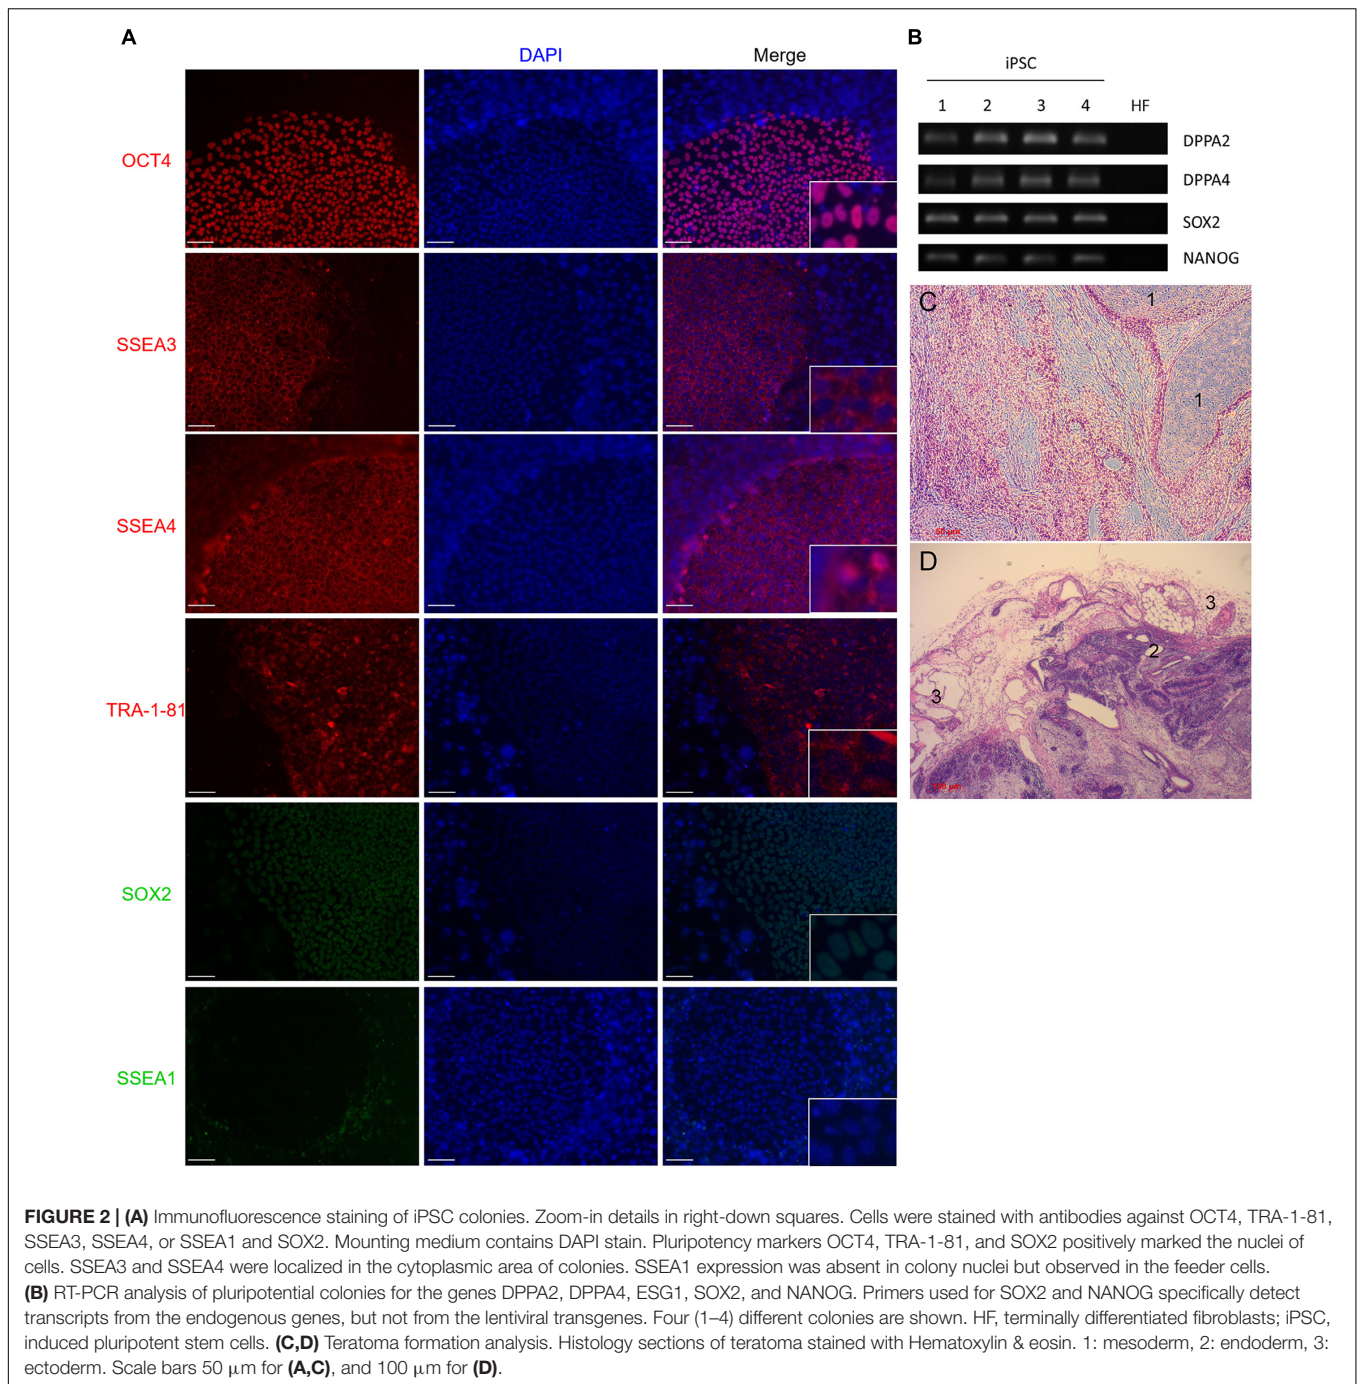 A
DAPI
Merge
OCT4
SSEA3
SSEA4
TRA-1-81
SOX2
SSEA1
B
iPSC
1 2 3 4 HF
DPPA2
DPPA4
SOX2
NANOG
C
1
1
50 µm
D
3
2
3
100 µm
FIGURE 2 | (A) Immunofluorescence staining of iPSC colonies. Zoom-in details in right-down squares. Cells were stained with antibodies against OCT4, TRA-1-81,
SSEA3, SSEA4, or SSEA1 and SOX2. Mounting medium contains DAPI stain. Pluripotency markers OCT4, TRA-1-81, and SOX2 positively marked the nuclei of
cells. SSEA3 and SSEA4 were localized in the cytoplasmic area of colonies. SSEA1 expression was absent in colony nuclei but observed in the feeder cells.
(B) RT-PCR analysis of pluripotential colonies for the genes DPPA2, DPPA4, ESG1, SOX2, and NANOG. Primers used for SOX2 and NANOG specifically detect
transcripts from the endogenous genes, but not from the lentiviral transgenes. Four (1–4) different colonies are shown. HF, terminally differentiated fibroblasts; iPSC,
induced pluripotent stem cells. (C,D) Teratoma formation analysis. Histology sections of teratoma stained with Hematoxylin & eosin. 1: mesoderm, 2: endoderm, 3:
ectoderm. Scale bars 50 µm for (A,C), and 100 µm for (D).